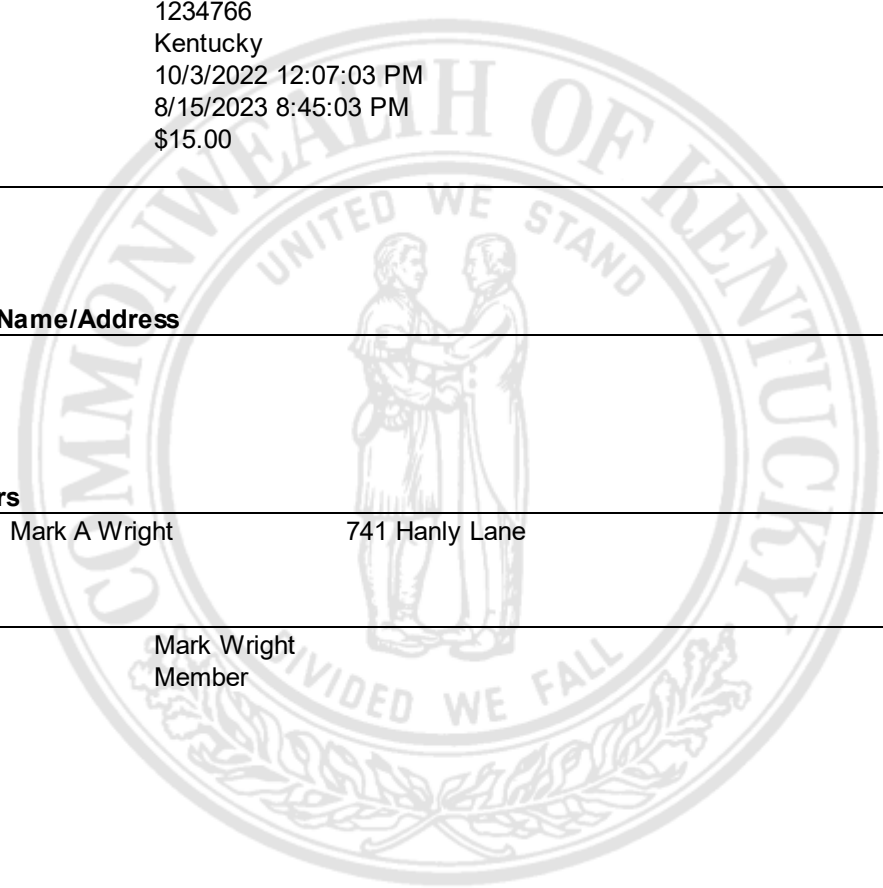 1234766
Kentucky
10/3/2022 12:07:03 PM
8/15/2023 8:45:03 PM
$15.00
COMMONWEALTH OF KENTUCKY
UNITED WE STAND
Name/Address
rs
Mark A Wright 741 Hanly Lane
Mark Wright
Member
DIVIDED WE FALL